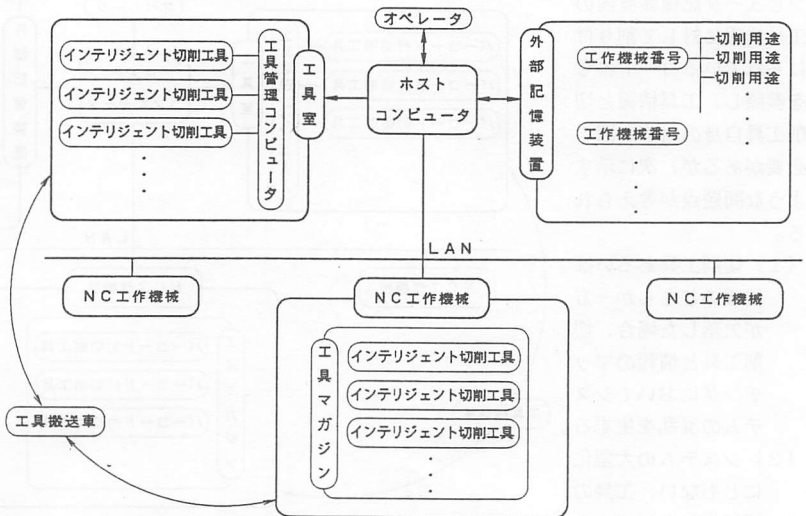 オペレータ
インテリジェント切削工具
インテリジェント切削工具
インテリジェント切削工具
工具管理コンピュータ
工具室
ホスト
コンピュータ
外部記憶装置
工作機械番号
切削用途
切削用途
切削用途
工作機械番号
LAN
NC工作機械
NC工作機械
NC工作機械
工具マガジン
インテリジェント切削工具
インテリジェント切削工具
インテリジェント切削工具
工具搬送車